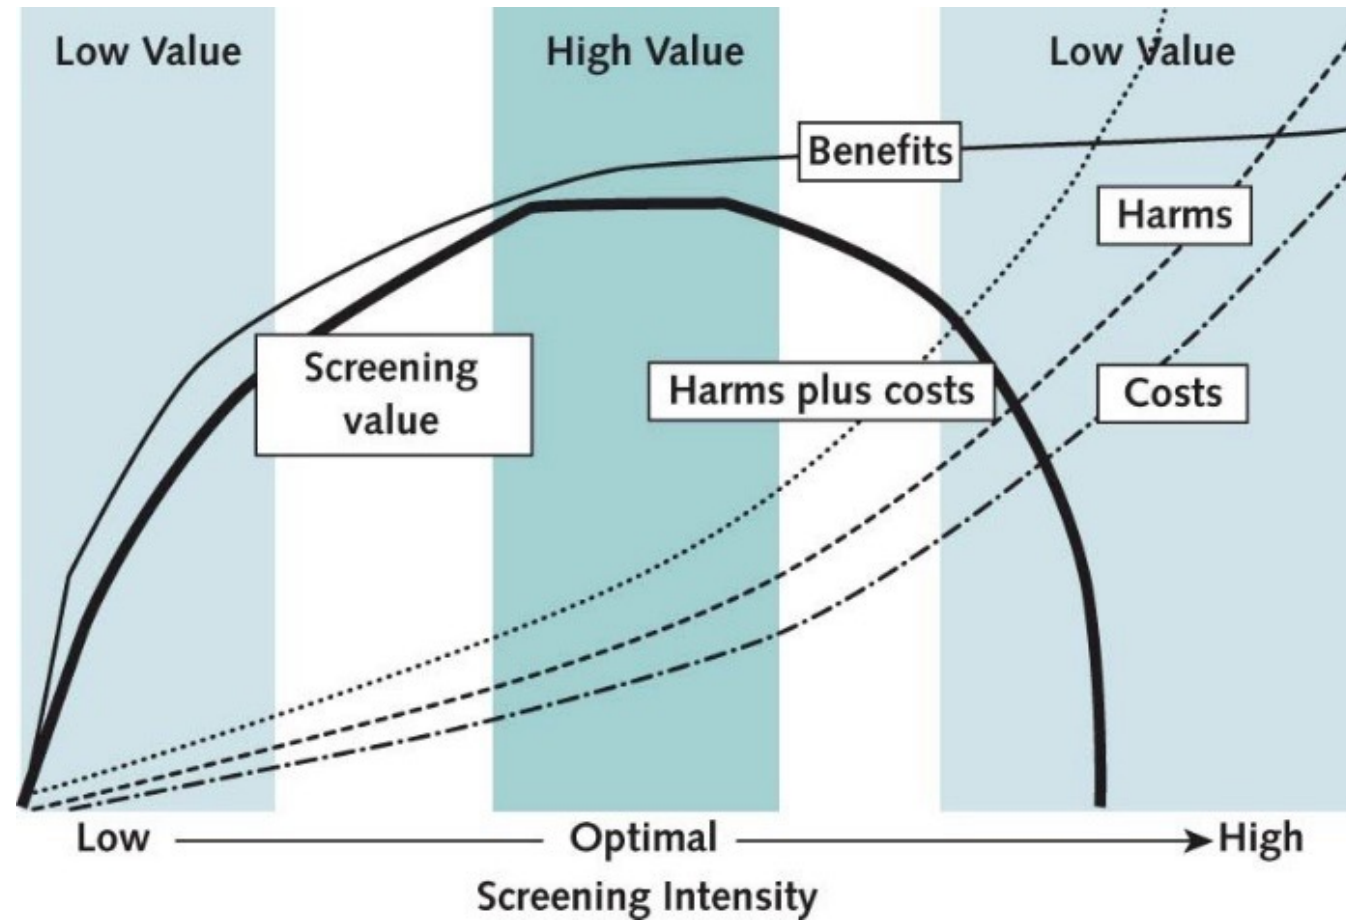 Low Value
High Value
Low Value
Benefits
Harms
Screening
value
Harms plus costs
Costs
Low
Optimal
High
Screening Intensity